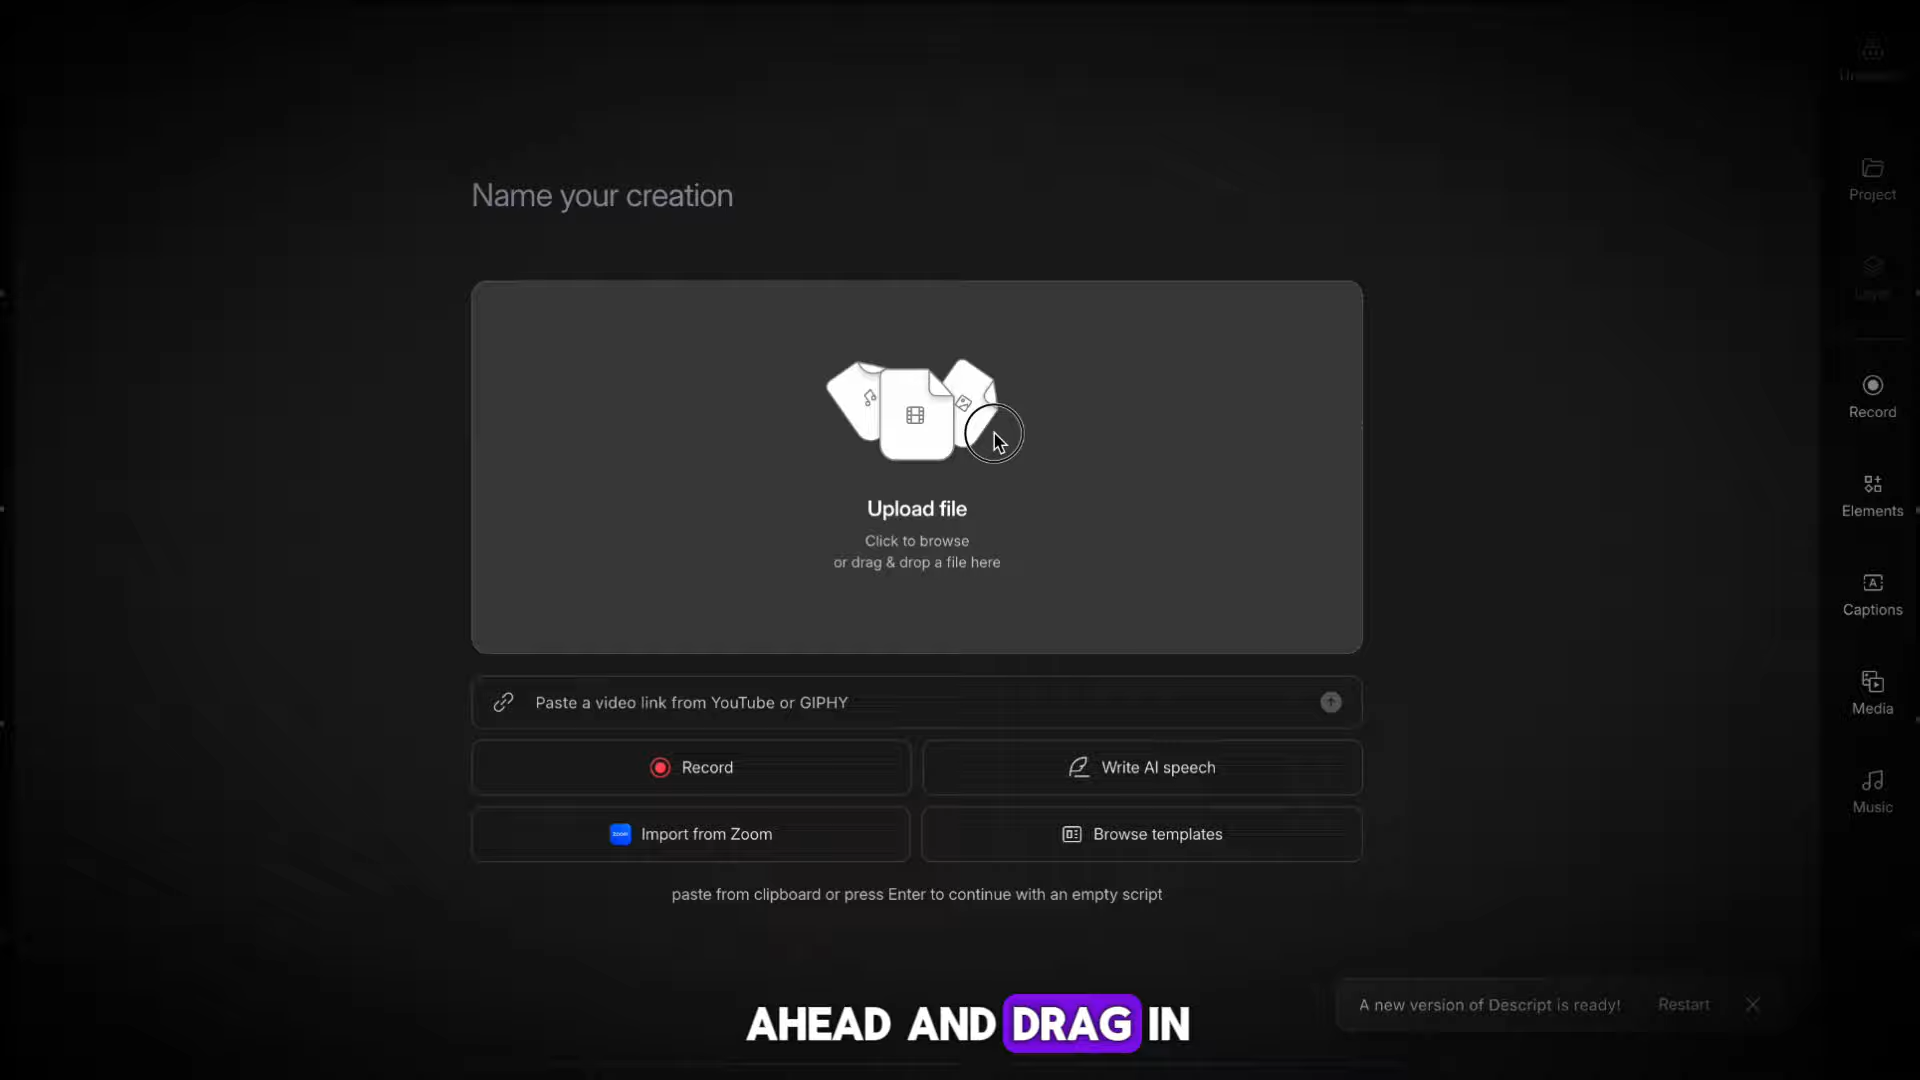 Name your creation
Project
Layer
Record
Elements
Captions
Media
Music
Upload file
Click to browse
or drag & drop a file here
Paste a video link from YouTube or GIPHY
Record
Write AI speech
zoom
Import from Zoom
Browse templates
paste from clipboard or press Enter to continue with an empty script
A new version of Descript is ready! Restart
AHEAD AND DRAG IN